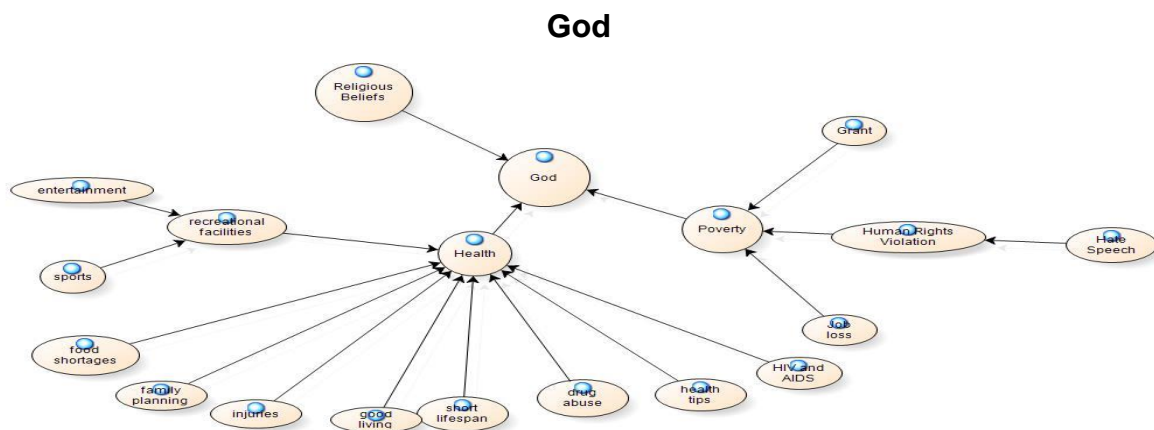 God
Religious
Beliefs
Grant
God
entertainment
recreational
facilities
Poverty
Human Rights
Violation
Hate
Speech
Health
sports
Job
loss
food
shortages
HIV and
AIDS
family
planning
drug
abuse
health
tips
injuries
good
living
short
lifespan